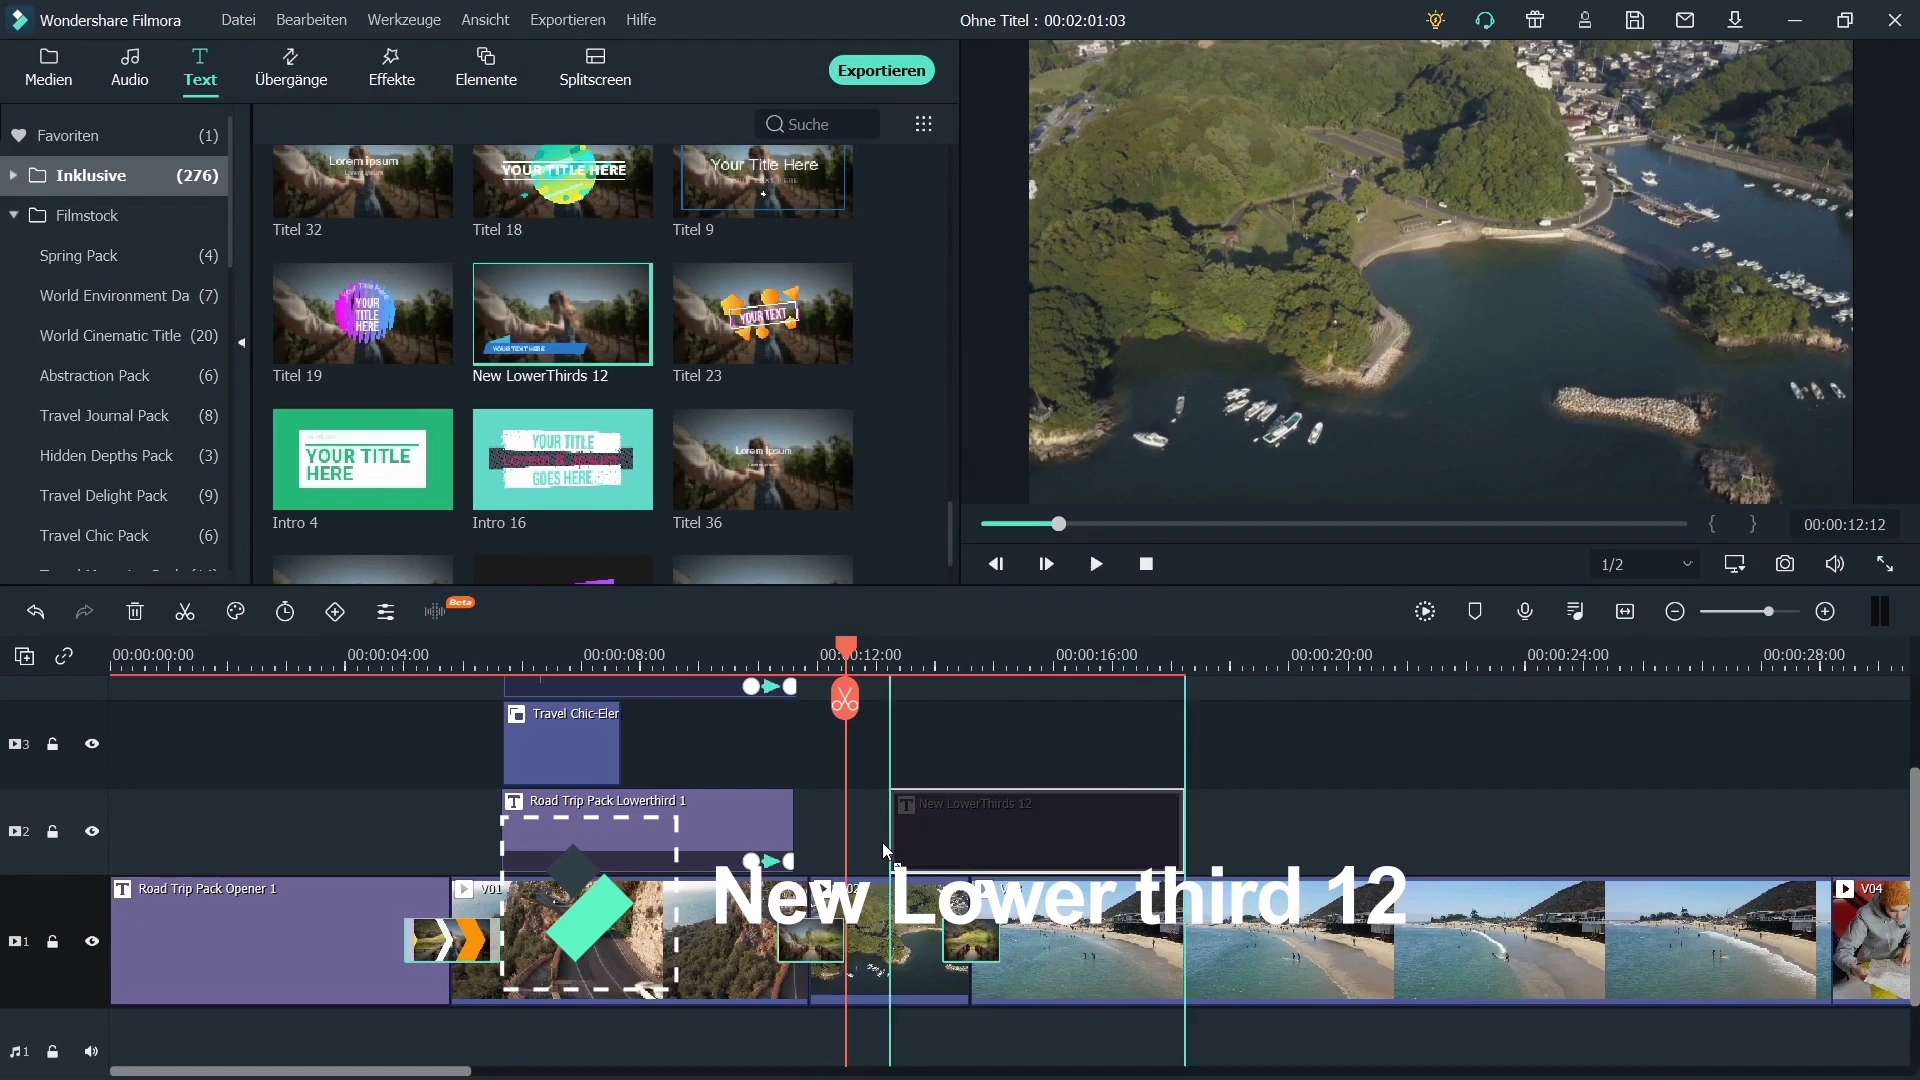 Wondershare Filmora
Datei Bearbeiten Werkzeuge Ansicht Exportieren Hilfe
Ohne Titel : 00:02:01:03
Medien Audio Text Übergänge Effekte Elemente Splitscreen
Exportieren
Favoriten (1)
Inklusive (276)
Filmstock
Spring Pack (4)
World Environment Da (7)
World Cinematic Title (20)
Abstraction Pack (6)
Travel Journal Pack (8)
Hidden Depths Pack (3)
Travel Delight Pack (9)
Travel Chic Pack (6)
Suche
Lorem Ipsum
YOUR TITLE HERE
Your Title Here
Titel 32 Titel 18 Titel 9
YOUR
TITLE
HERE
YOUR TEXT HERE
YOUR TEXT
Titel 19 New LowerThirds 12 Titel 23
YOUR TITLE
HERE
YOUR TITLE
GOES HERE
Lorem Ipsum
Intro 4 Intro 16 Titel 36
00:00:12:12
1/2
Beta
00:00:00:00 00:00:04:00 00:00:08:00 00:00:12:00 00:00:16:00 00:00:20:00 00:00:24:00 00:00:28:00
3
Travel Chic-Eler
2
Road Trip Pack Lowerthird 1
New LowerThirds 12
New Lower third 12
1
Road Trip Pack Opener 1
V01
V04
1